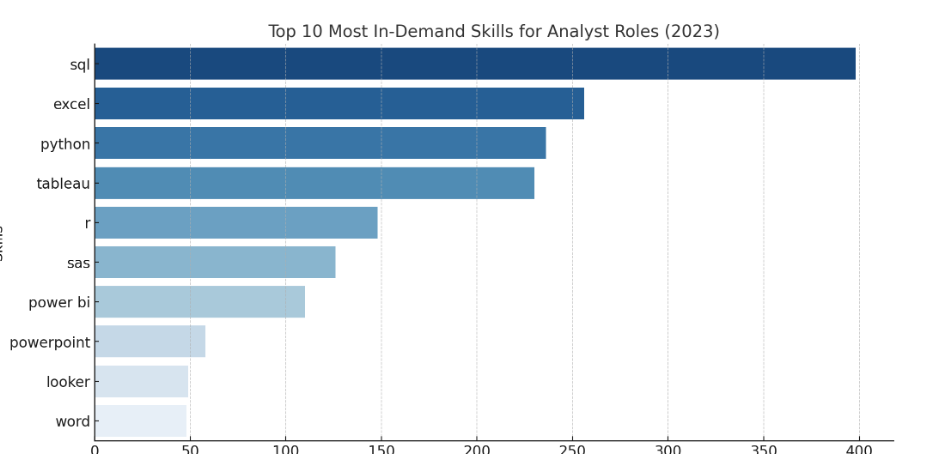 Top 10 Most In-Demand Skills for Analyst Roles (2023)
sql
excel
python
tableau
r
sas
power bi
powerpoint
looker
word
Skills
0 50 100 150 200 250 300 350 400